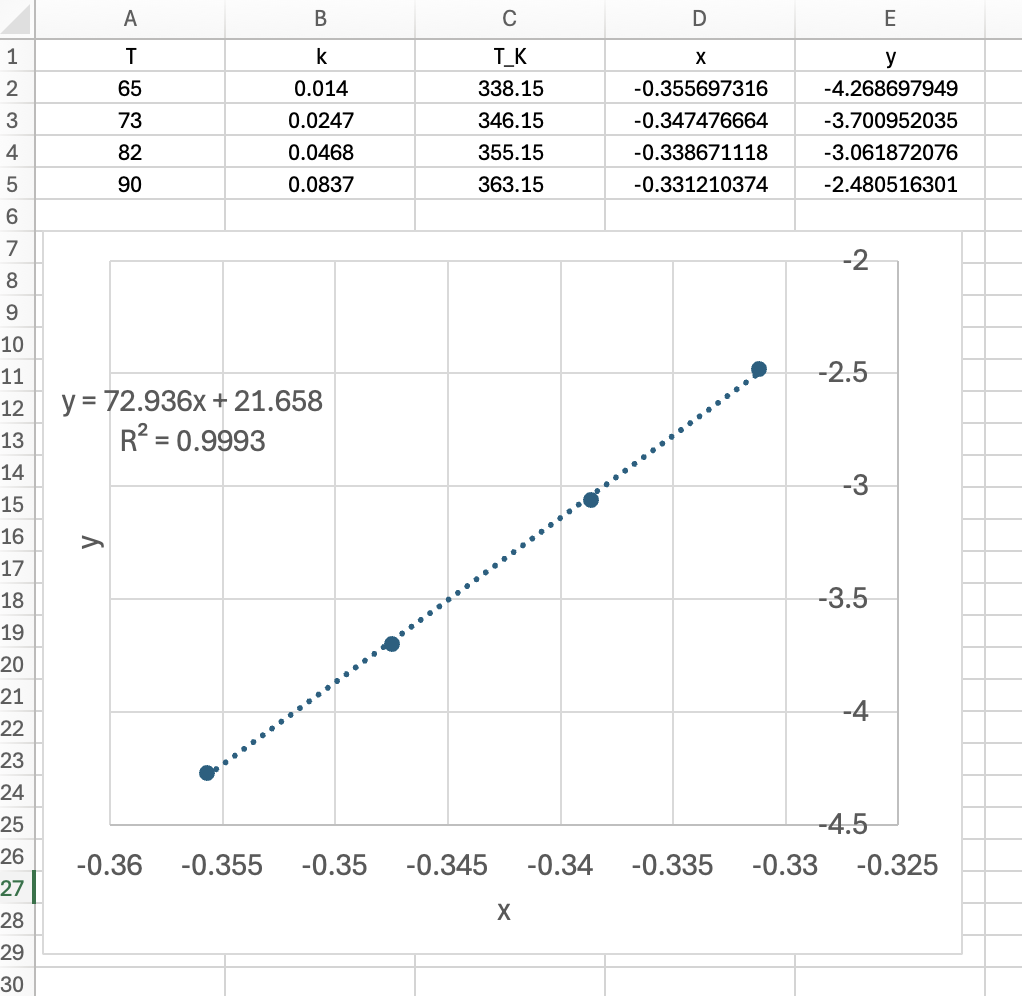 A B C D E
1 T k T_K x y
2 65 0.014 338.15 -0.355697316 -4.268697949
3 73 0.0247 346.15 -0.347476664 -3.700952035
4 82 0.0468 355.15 -0.338671118 -3.061872076
5 90 0.0837 363.15 -0.331210374 -2.480516301
6
7
-2
8
9
10
11 -2.5
y = 72.936x + 21.658
12
R² = 0.9993
13
14
-3
15
16
y
17
18
-3.5
19
20
21
22
-4
23
24
25
-4.5
26
-0.36 -0.355 -0.35 -0.345 -0.34 -0.335 -0.33 -0.325
27
x
28
29
30